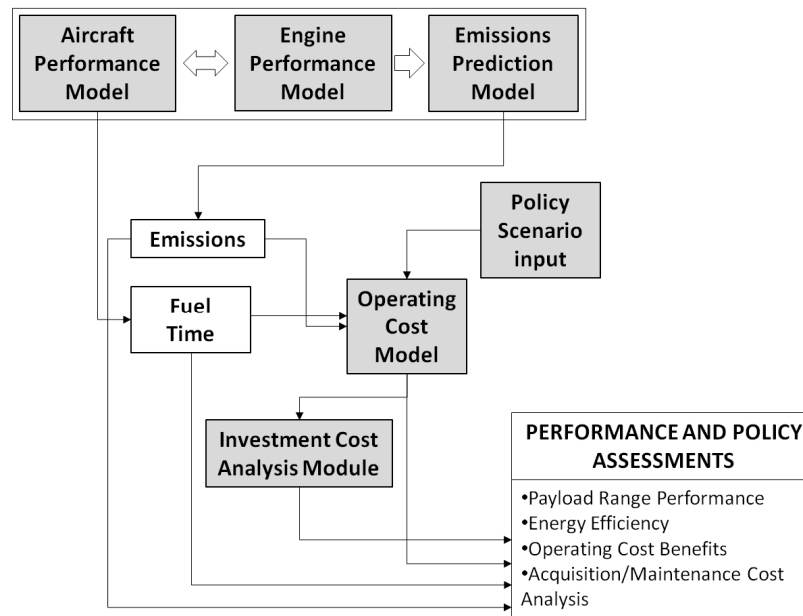 Aircraft
Performance
Model
Engine
Performance
Model
Emissions
Prediction
Model
Policy
Scenario
input
Emissions
Fuel
Time
Operating
Cost
Model
Investment Cost
Analysis Module
PERFORMANCE AND POLICY
ASSESSMENTS
•Payload Range Performance
•Energy Efficiency
•Operating Cost Benefits
•Acquisition/Maintenance Cost
Analysis